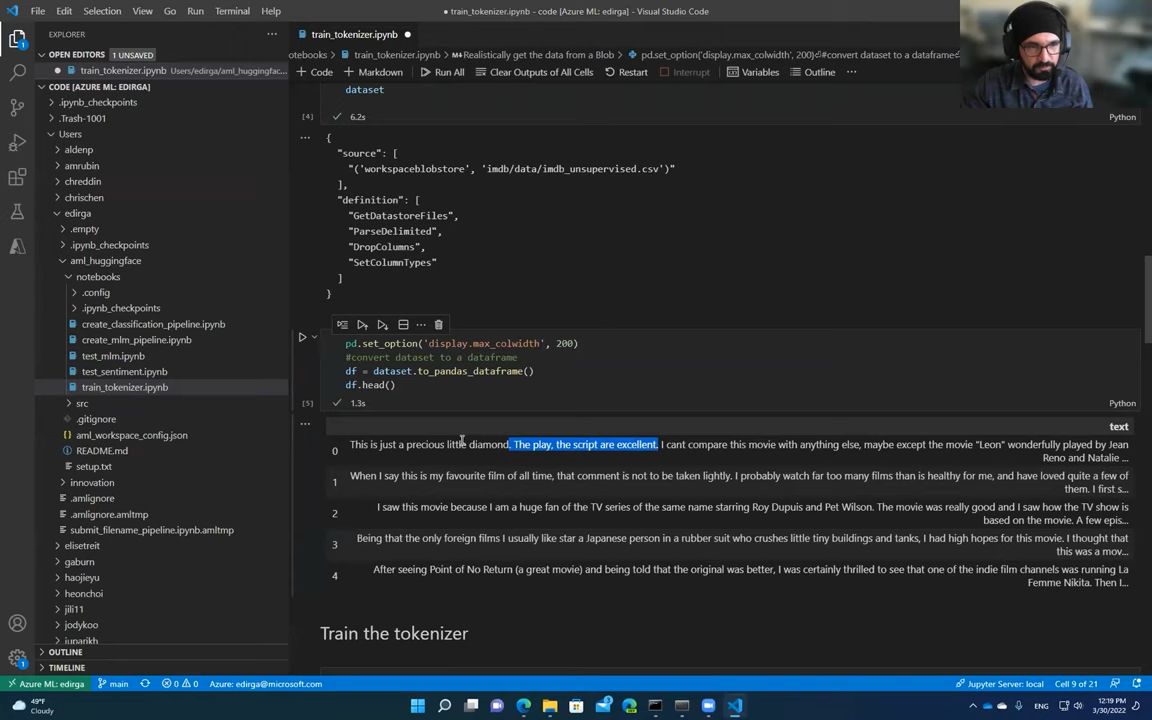 File Edit Selection View Go Run Terminal Help
● train_tokenizer.ipynb - code [Azure ML: edirga] - Visual Studio Code
EXPLORER
OPEN EDITORS 1 UNSAVED
train_tokenizer.ipynb Users/edirga/aml_huggingfac...
CODE [AZURE ML: EDIRGA]
.ipynb_checkpoints
.Trash-1001
Users
aldenp
amrubin
chreddin
chrischen
edirga
.empty
.ipynb_checkpoints
aml_huggingface
notebooks
.config
.ipynb_checkpoints
create_classification_pipeline.ipynb
create_mlm_pipeline.ipynb
test_mlm.ipynb
test_sentiment.ipynb
train_tokenizer.ipynb
src
.gitignore
aml_workspace_config.json
README.md
setup.txt
innovation
.amlignore
.amlignore.amltmp
submit_filename_pipeline.ipynb.amltmp
elisetreit
gaburn
haojieyu
heonchoi
jili11
jodykoo
juparikh
OUTLINE
TIMELINE
train_tokenizer.ipynb ●
notebooks > train_tokenizer.ipynb > Realistically get the data from a Blob > pd.set_option('display.max_colwidth', 200)#convert dataset to a dataframe
+ Code + Markdown Run All Clear Outputs of All Cells Restart Interrupt Variables Outline ...
dataset
[4] 6.2s Python
{
"source": [
"('workspaceblobstore', 'imdb/data/imdb_unsupervised.csv')"
],
"definition": [
"GetDatastoreFiles",
"ParseDelimited",
"DropColumns",
"SetColumnTypes"
]
}
pd.set_option('display.max_colwidth', 200)
#convert dataset to a dataframe
df = dataset.to_pandas_dataframe()
df.head()
[5] 1.3s Python
text
0 This is just a precious little diamond. The play, the script are excellent. I cant compare this movie with anything else, maybe except the movie "Leon" wonderfully played by Jean
Reno and Natalie ...
1 When I say this is my favourite film of all time, that comment is not to be taken lightly. I probably watch far too many films than is healthy for me, and have loved quite a few of
them. I first s...
2 I saw this movie because I am a huge fan of the TV series of the same name starring Roy Dupuis and Pet Wilson. The movie was really good and I saw how the TV show is
based on the movie. A few epis...
3 Being that the only foreign films I usually like star a Japanese person in a rubber suit who crushes little tiny buildings and tanks, I had high hopes for this movie. I thought that
this was a mov...
4 After seeing Point of No Return (a great movie) and being told that the original was better, I was certainly thrilled to see that one of the indie film channels was running La
Femme Nikita. Then I...
Train the tokenizer
Azure ML: edirga main 0 0 Azure: edirga@microsoft.com Jupyter Server: local Cell 9 of 21
49°F
Cloudy
ENG
12:19 PM
3/30/2022